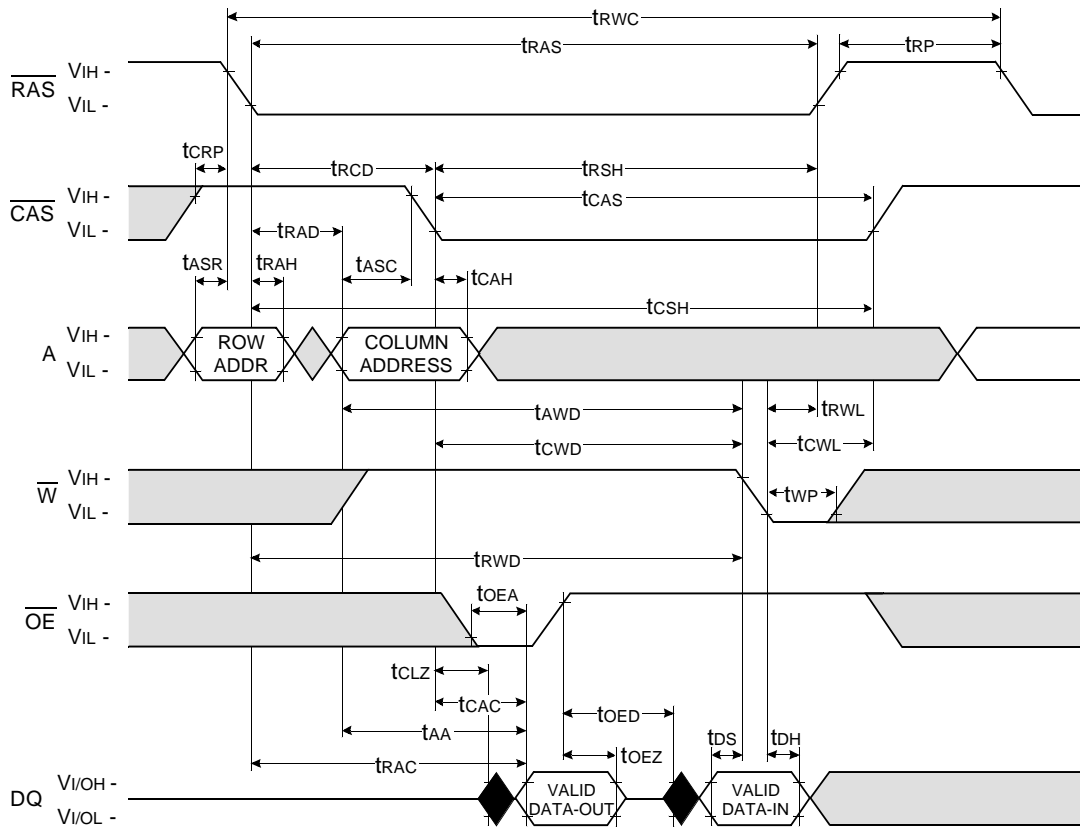 tRWC
tRAS
tRP
RAS
VIH -
VIL -
tCRP
tRCD
tRSH
CAS
VIH -
VIL -
tCAS
tRAD
tASR
tRAH
tASC
tCAH
tCSH
A
VIH -
VIL -
ROW
ADDR
COLUMN
ADDRESS
tAWD
tRWL
tCWD
tCWL
W
VIH -
VIL -
tWP
tRWD
OE
VIH -
VIL -
tOEA
tCLZ
tCAC
tOED
tAA
tOEZ
tDS
tDH
tRAC
DQ
VI/OH -
VI/OL -
VALID
DATA-OUT
VALID
DATA-IN